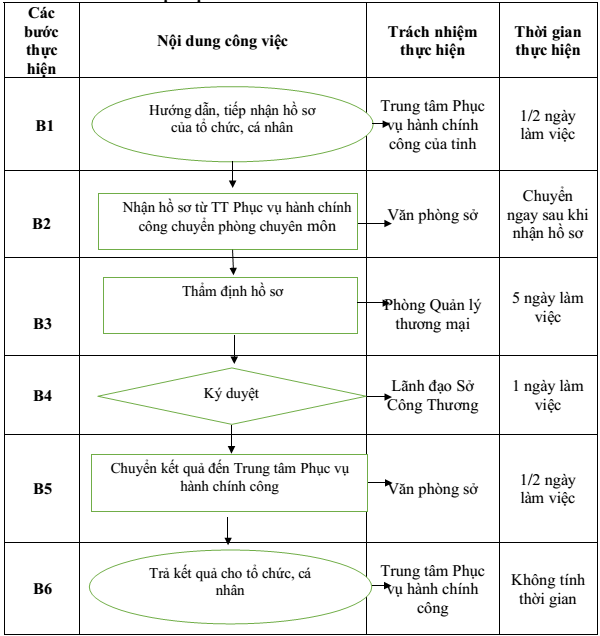 Các
bước
thực
hiện
Nội dung công việc
Trách nhiệm
thực hiện
Thời gian
thực hiện
B1
Hướng dẫn, tiếp nhận hồ sơ
của tổ chức, cá nhân
Trung tâm Phục
vụ hành chính
công của tỉnh
1/2 ngày
làm việc
B2
Nhận hồ sơ từ TT Phục vụ hành chính
công chuyển phòng chuyên môn
Văn phòng sở
Chuyển
ngay sau khi
nhận hồ sơ
B3
Thẩm định hồ sơ
Phòng Quản lý
thương mại
5 ngày làm
việc
B4
Ký duyệt
Lãnh đạo Sở
Công Thương
1 ngày làm
việc
B5
Chuyển kết quả đến Trung tâm Phục vụ
hành chính công
Văn phòng sở
1/2 ngày
làm việc
B6
Trả kết quả cho tổ chức, cá
nhân
Trung tâm Phục
vụ hành chính
công
Không tính
thời gian